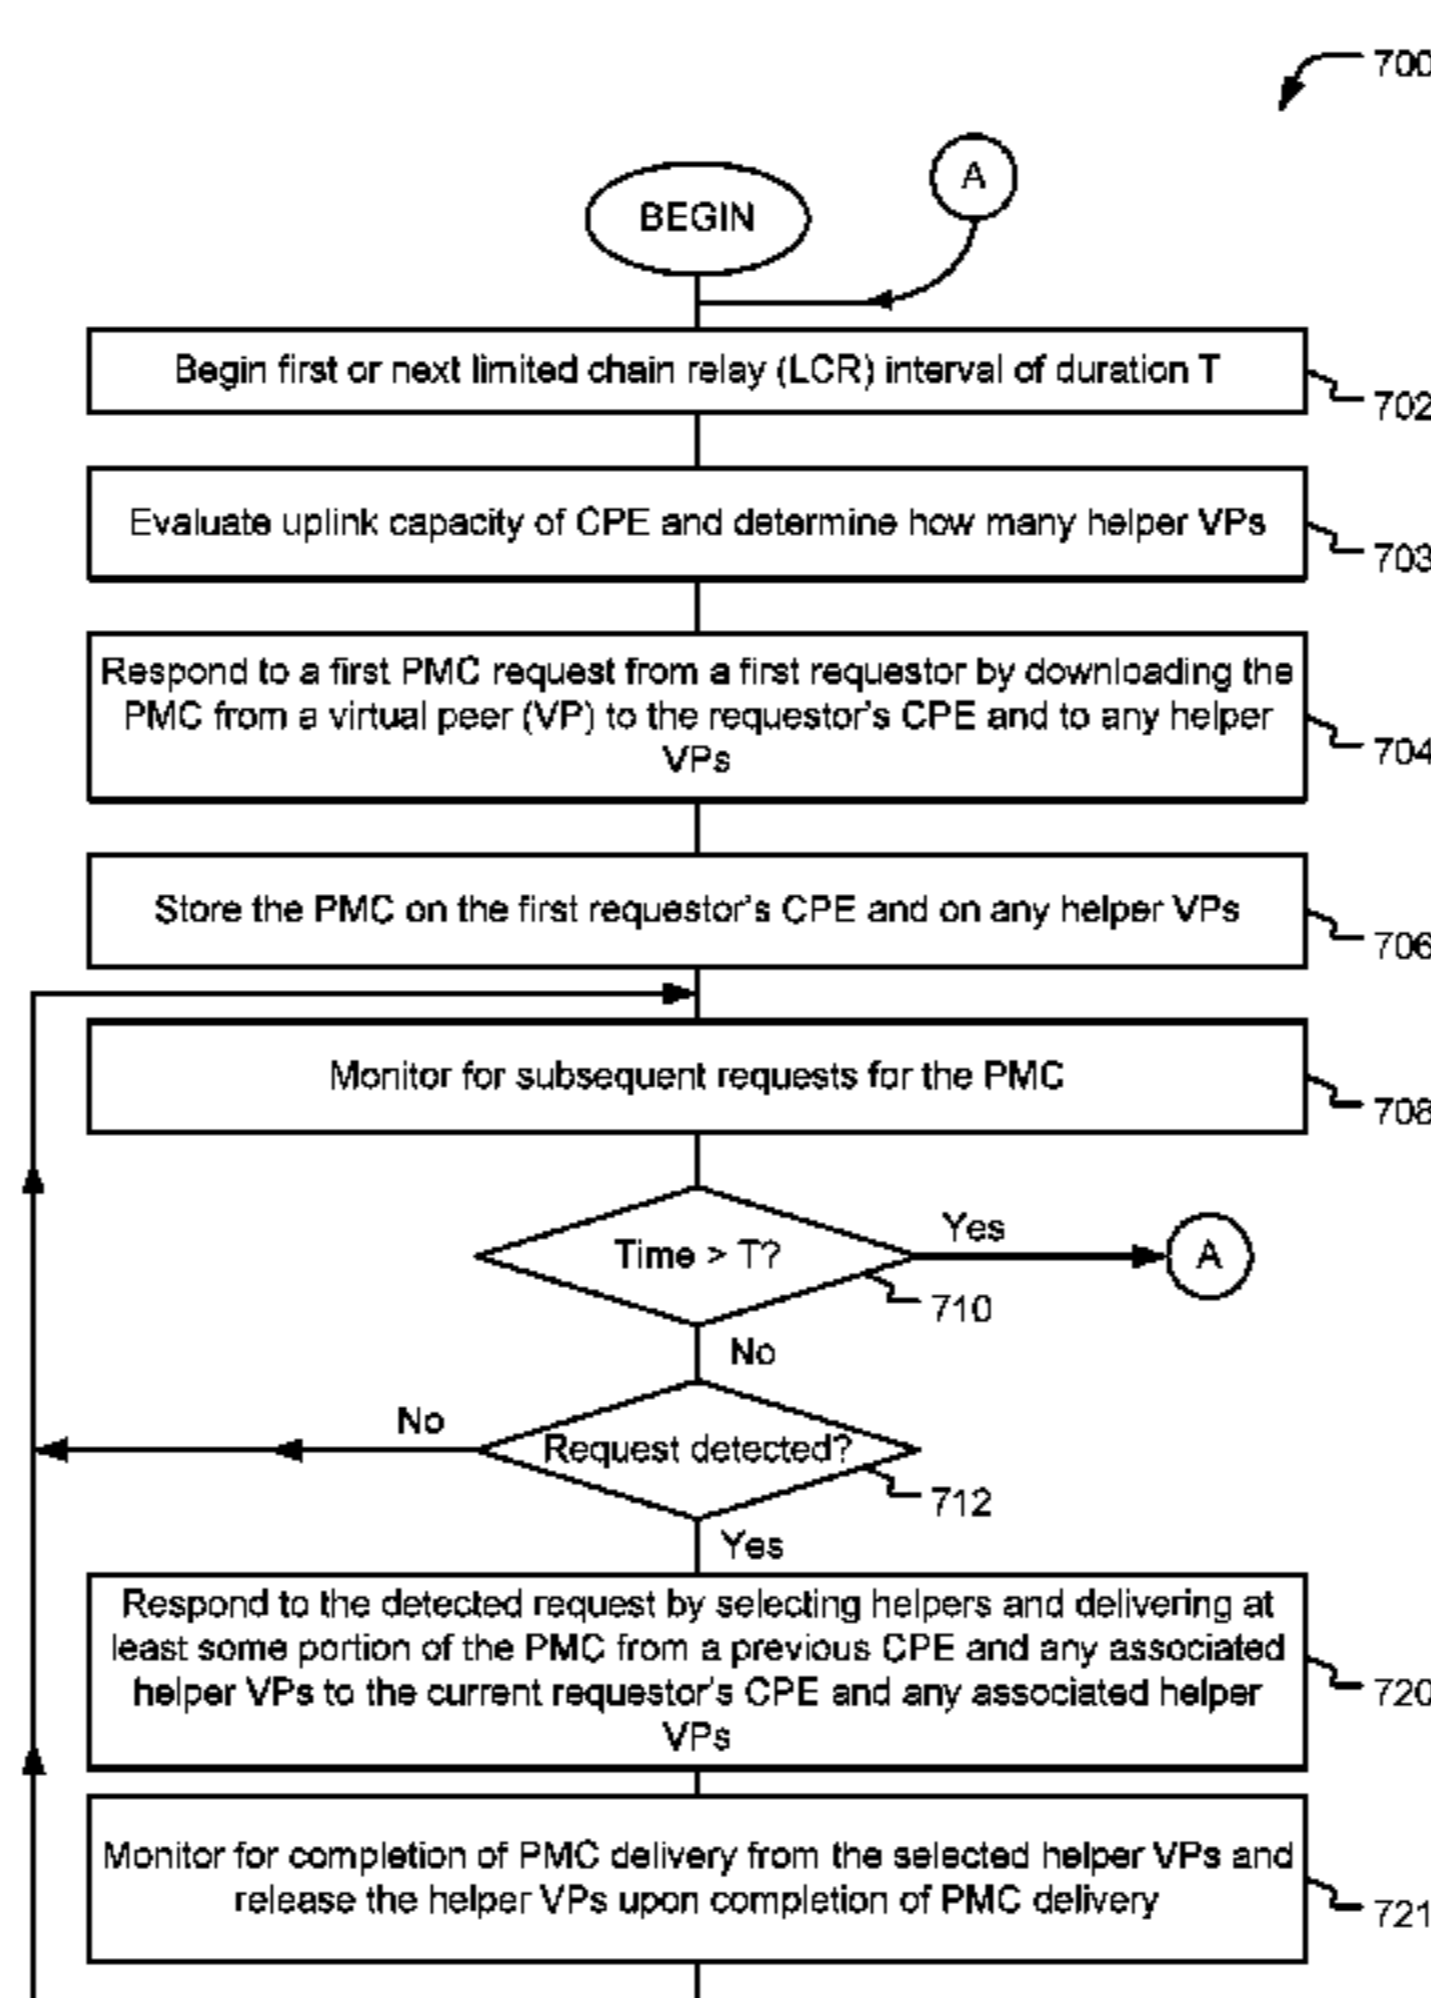 700
A
BEGIN
Begin first or next limited chain relay (LCR) interval of duration T
702
Evaluate uplink capacity of CPE and determine how many helper VPs
703
Respond to a first PMC request from a first requestor by downloading the
PMC from a virtual peer (VP) to the requestor's CPE and to any helper
VPs
704
Store the PMC on the first requestor's CPE and on any helper VPs
706
Monitor for subsequent requests for the PMC
708
Time > T?
Yes
A
710
No
Request detected?
No
712
Yes
Respond to the detected request by selecting helpers and delivering at
least some portion of the PMC from a previous CPE and any associated
helper VPs to the current requestor's CPE and any associated helper
VPs
720
Monitor for completion of PMC delivery from the selected helper VPs and
release the helper VPs upon completion of PMC delivery
721